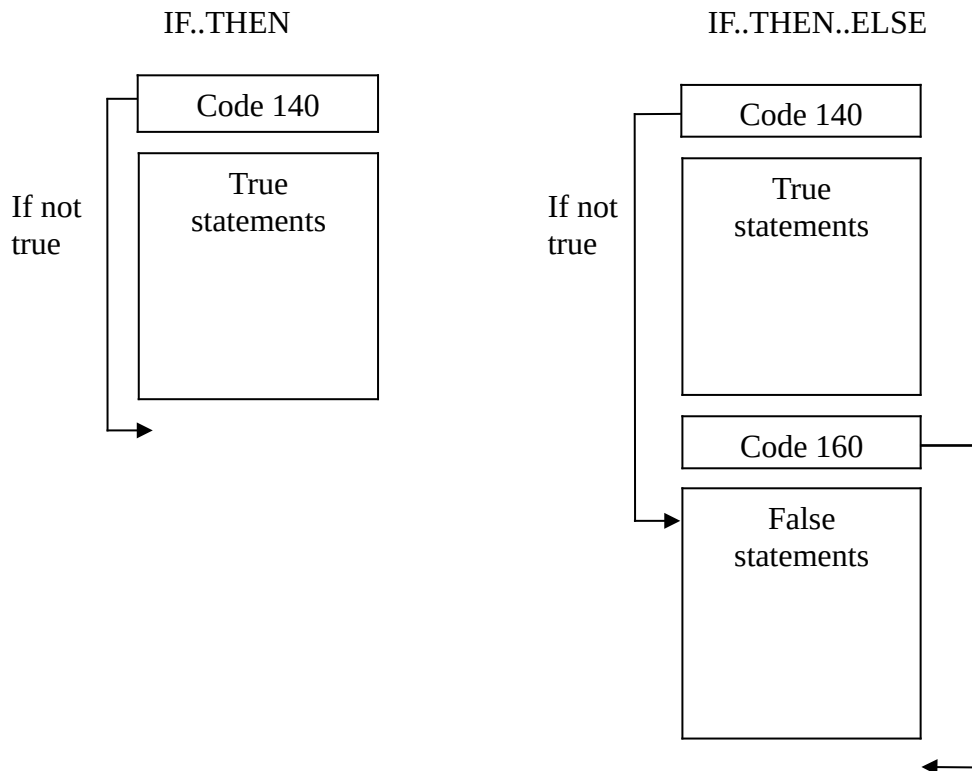 IF..THEN
Code 140
True
statements
If not
true
IF..THEN..ELSE
Code 140
True
statements
If not
true
Code 160
False
statements